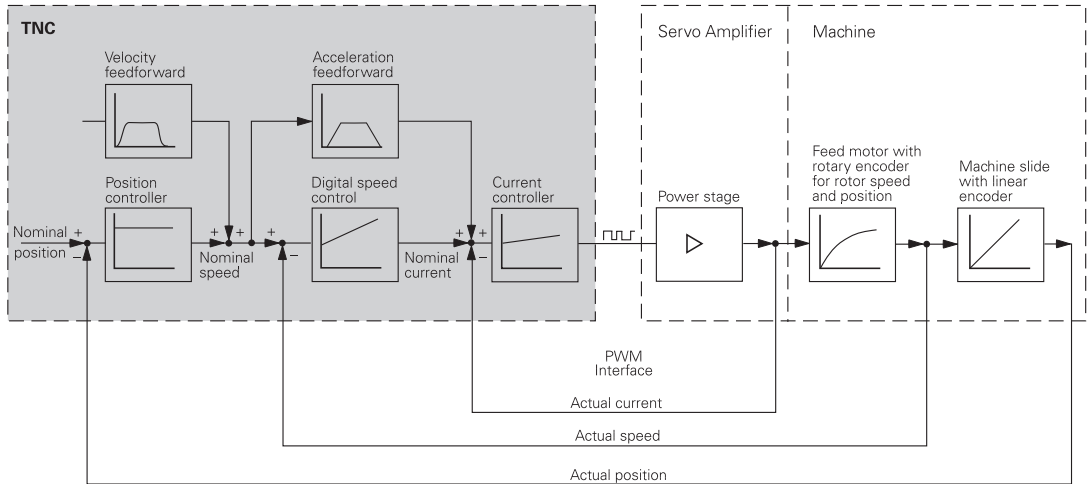 TNC
Servo Amplifier
Machine
Velocity
feedforward
Acceleration
feedforward
Position
controller
Digital speed
control
Current
controller
Power stage
Feed motor with
rotary encoder
for rotor speed
and position
Machine slide
with linear
encoder
Nominal
position
+
–
+
+
Nominal
speed
+
–
Nominal
current
+
+
–
PWM
Interface
Actual current
Actual speed
Actual position